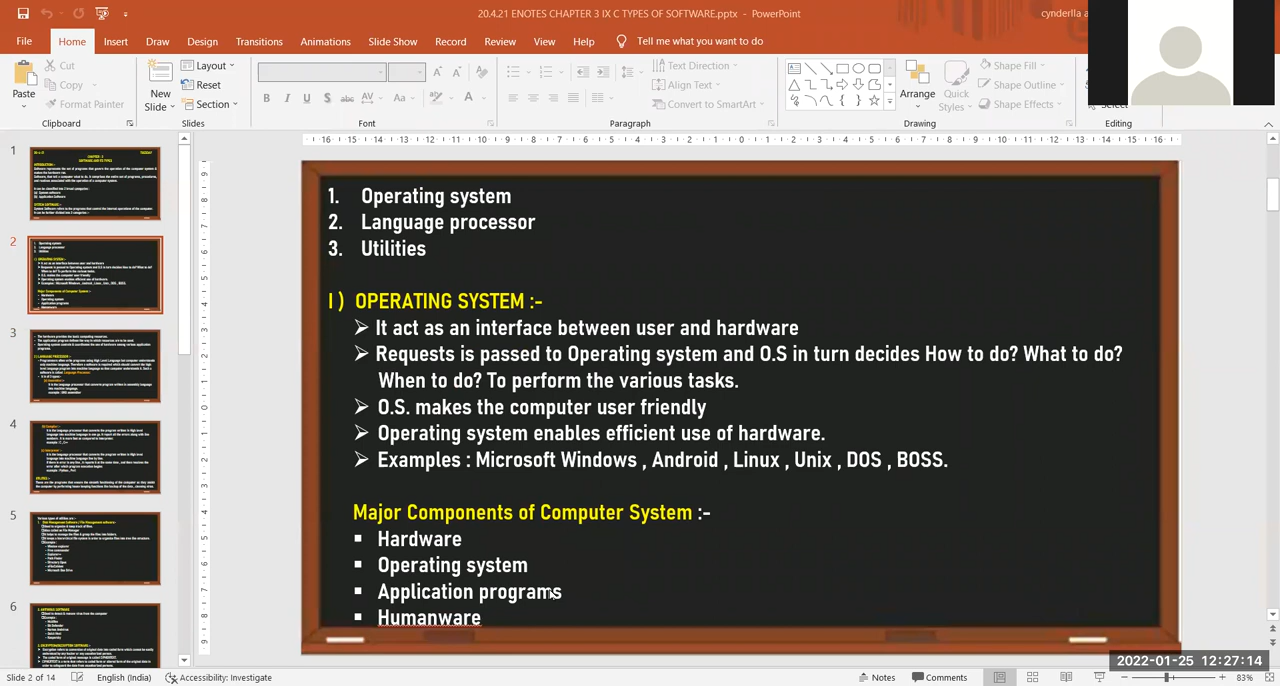 20.4.21 ENOTES CHAPTER 3 IX C TYPES OF SOFTWARE.pptx - PowerPoint
cynderlla a
File Home Insert Draw Design Transitions Animations Slide Show Record Review View Help Tell me what you want to do
Paste
Cut
Copy
Format Painter
Clipboard
New
Slide
Layout
Reset
Section
Slides
Font
Text Direction
Align Text
Convert to SmartArt
Paragraph
Arrange
Quick
Styles
Shape Fill
Shape Outline
Shape Effects
Drawing
Select
Editing
1
2
3
4
5
6
1. Operating system
2. Language processor
3. Utilities
I ) OPERATING SYSTEM :-
It act as an interface between user and hardware
Requests is passed to Operating system and O.S in turn decides How to do? What to do?
When to do? To perform the various tasks.
O.S. makes the computer user friendly
Operating system enables efficient use of hardware.
Examples : Microsoft Windows , Android , Linux , Unix , DOS , BOSS.
Major Components of Computer System :-
Hardware
Operating system
Application programs
Humanware
2022-01-25 12:27:14
Slide 2 of 14 English (India) Accessibility: Investigate Notes Comments 83%